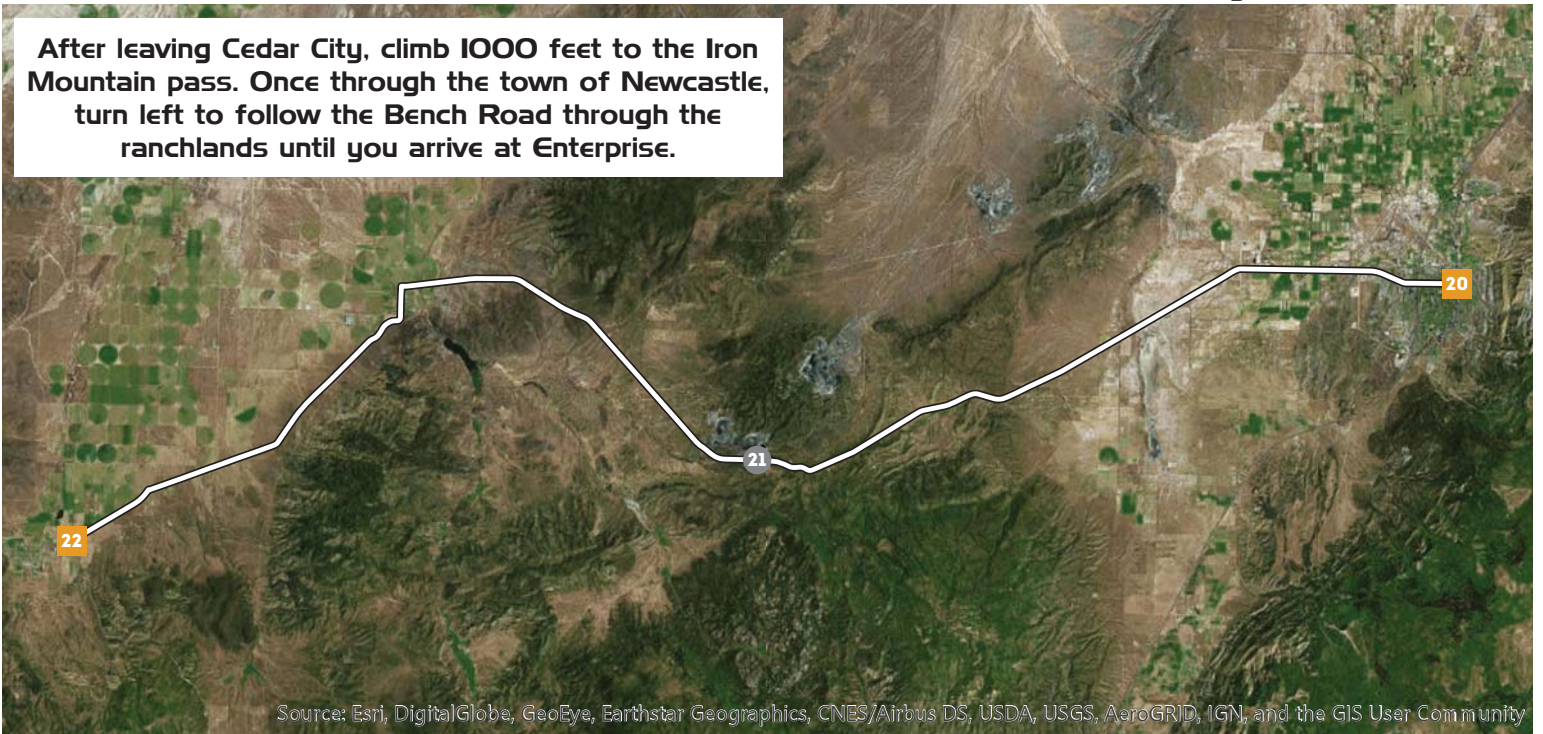 After leaving Cedar City, climb 1000 feet to the Iron
Mountain pass. Once through the town of Newcastle,
turn left to follow the Bench Road through the
ranchlands until you arrive at Enterprise.
20
21
22
Source: Esri, DigitalGlobe, GeoEye, Earthstar Geographics, CNES/Airbus DS, USDA, USGS, AeroGRID, IGN, and the GIS User Community